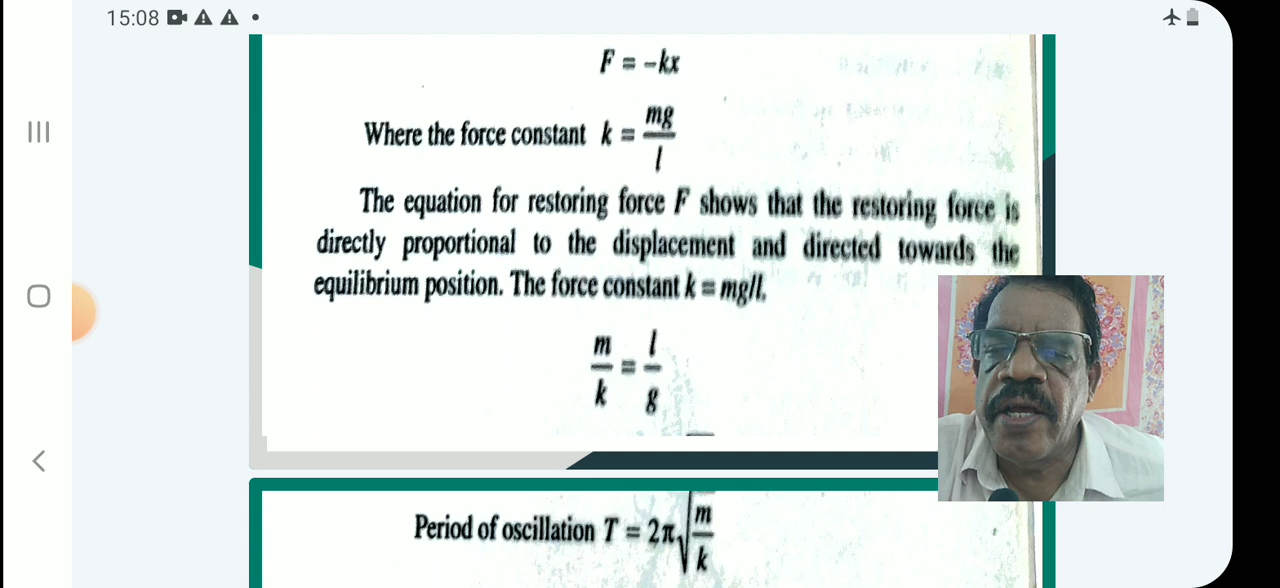 15:08
F = -kx
Where the force constant k = mg/l
The equation for restoring force F shows that the restoring force is
directly proportional to the displacement and directed towards the
equilibrium position. The force constant k = mg/l.
m/k = l/g
Period of oscillation T = 2π√(m/k)